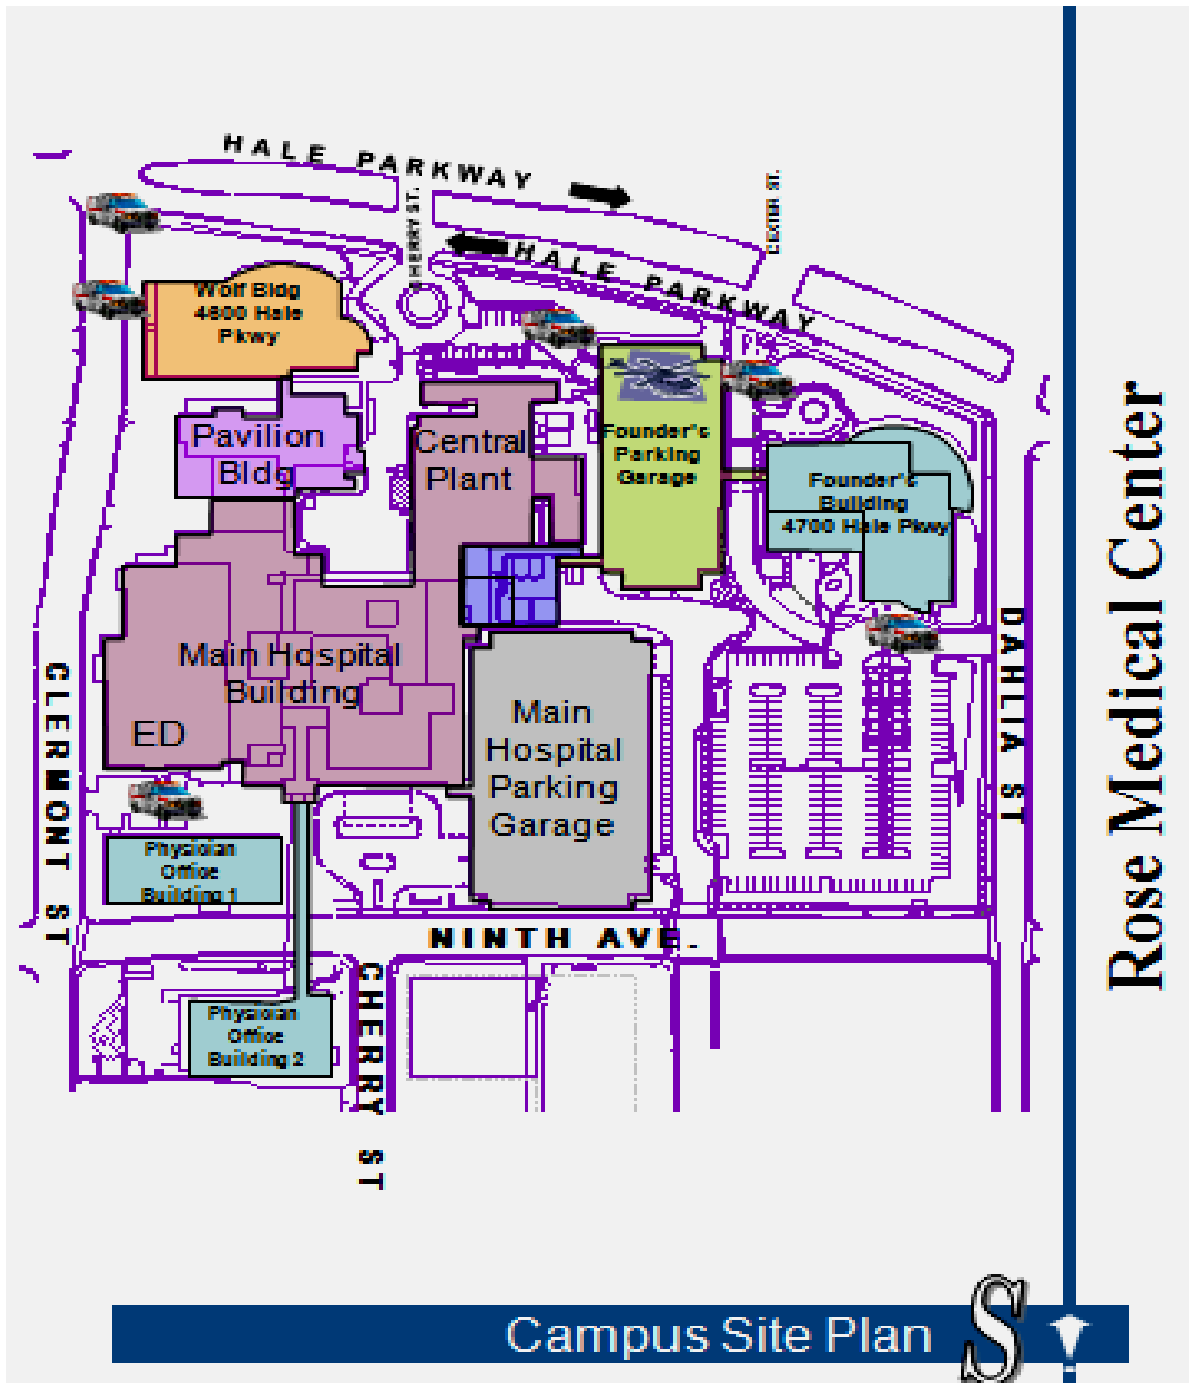 HALE PARKWAY
CHERRY ST.
DEXTER ST.
HALE PARKWAY
Wolf Bldg
4600 Hale
Pkwy
Pavilion
Bldg
Central
Plant
Founder's
Parking
Garage
Founder's
Building
4700 Hale Pkwy
Main Hospital
Building
ED
Main
Hospital
Parking
Garage
CLERMONT ST
DAHLIA ST
Physician
Office
Building 1
NINTH AVE.
Physician
Office
Building 2
CHERRY ST
Rose Medical Center
Campus Site Plan
S